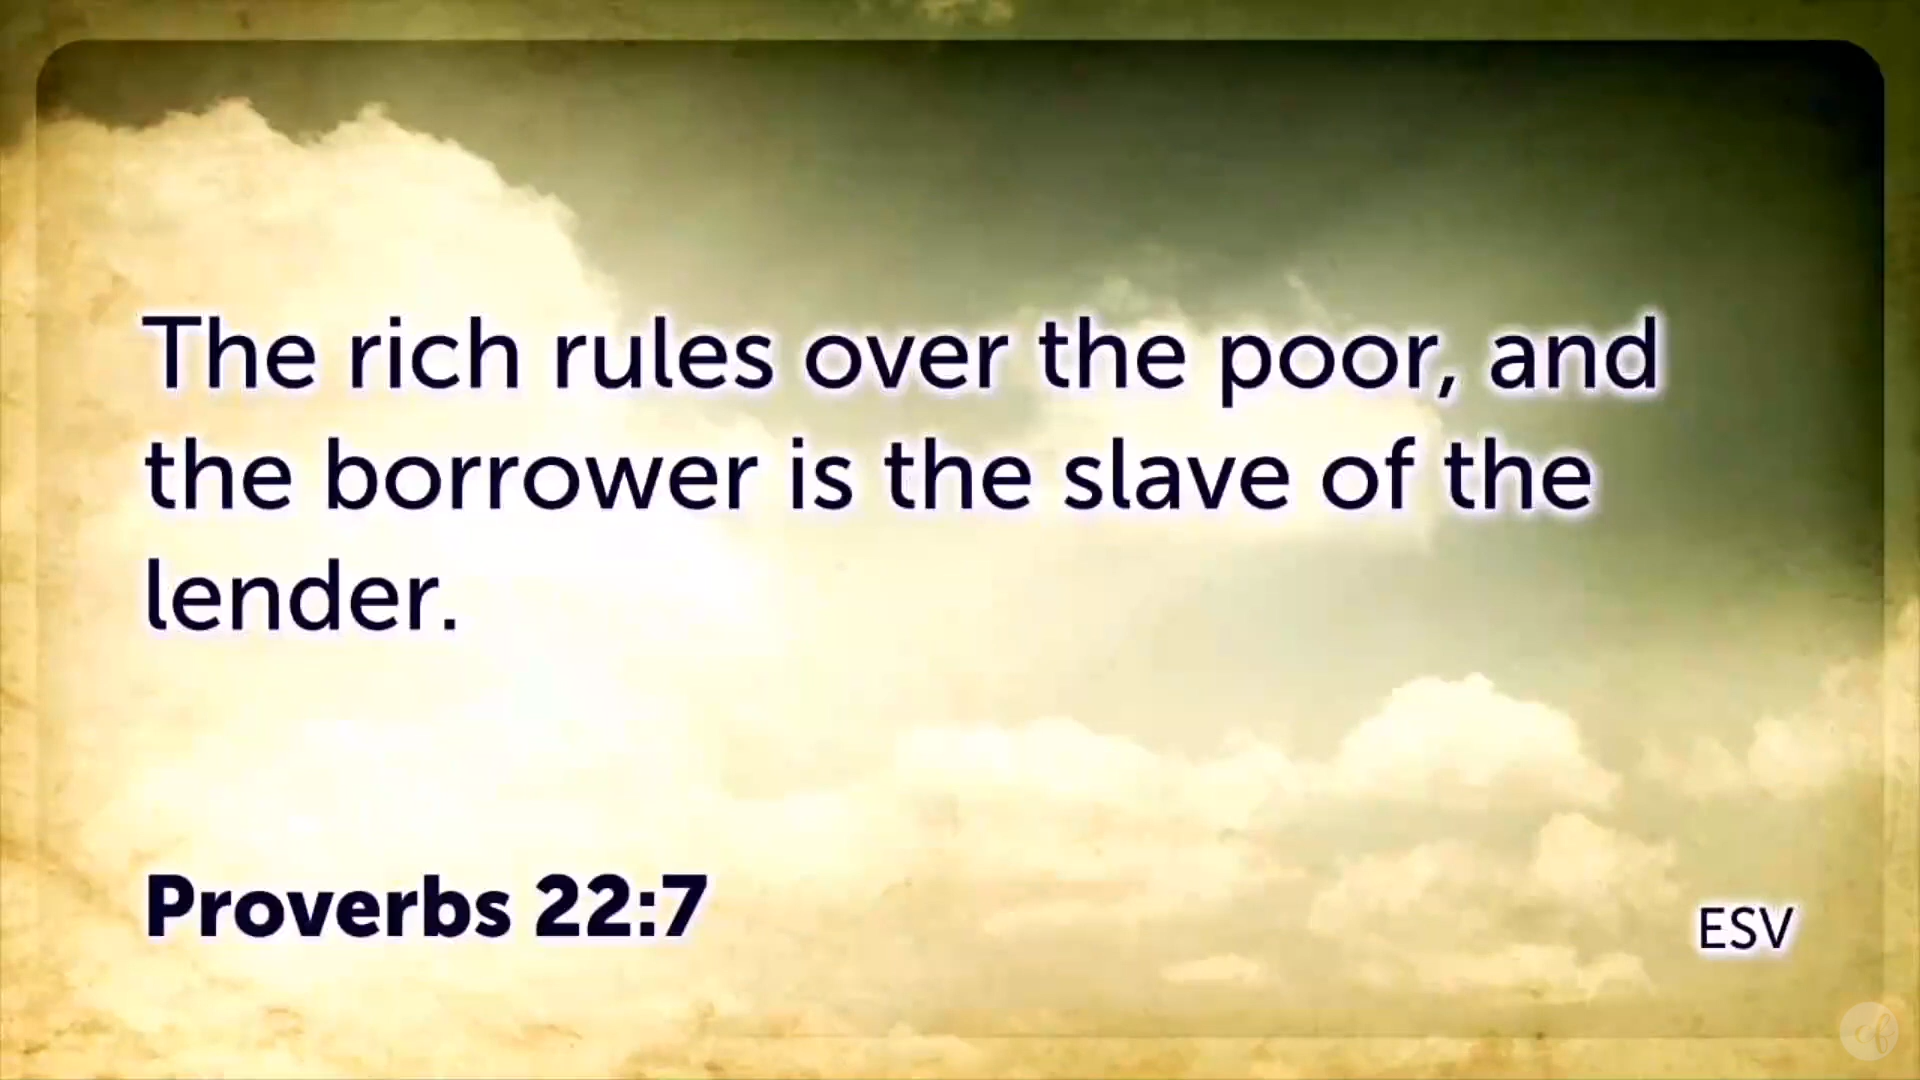 The rich rules over the poor, and
the borrower is the slave of the
lender.
Proverbs 22:7
ESV